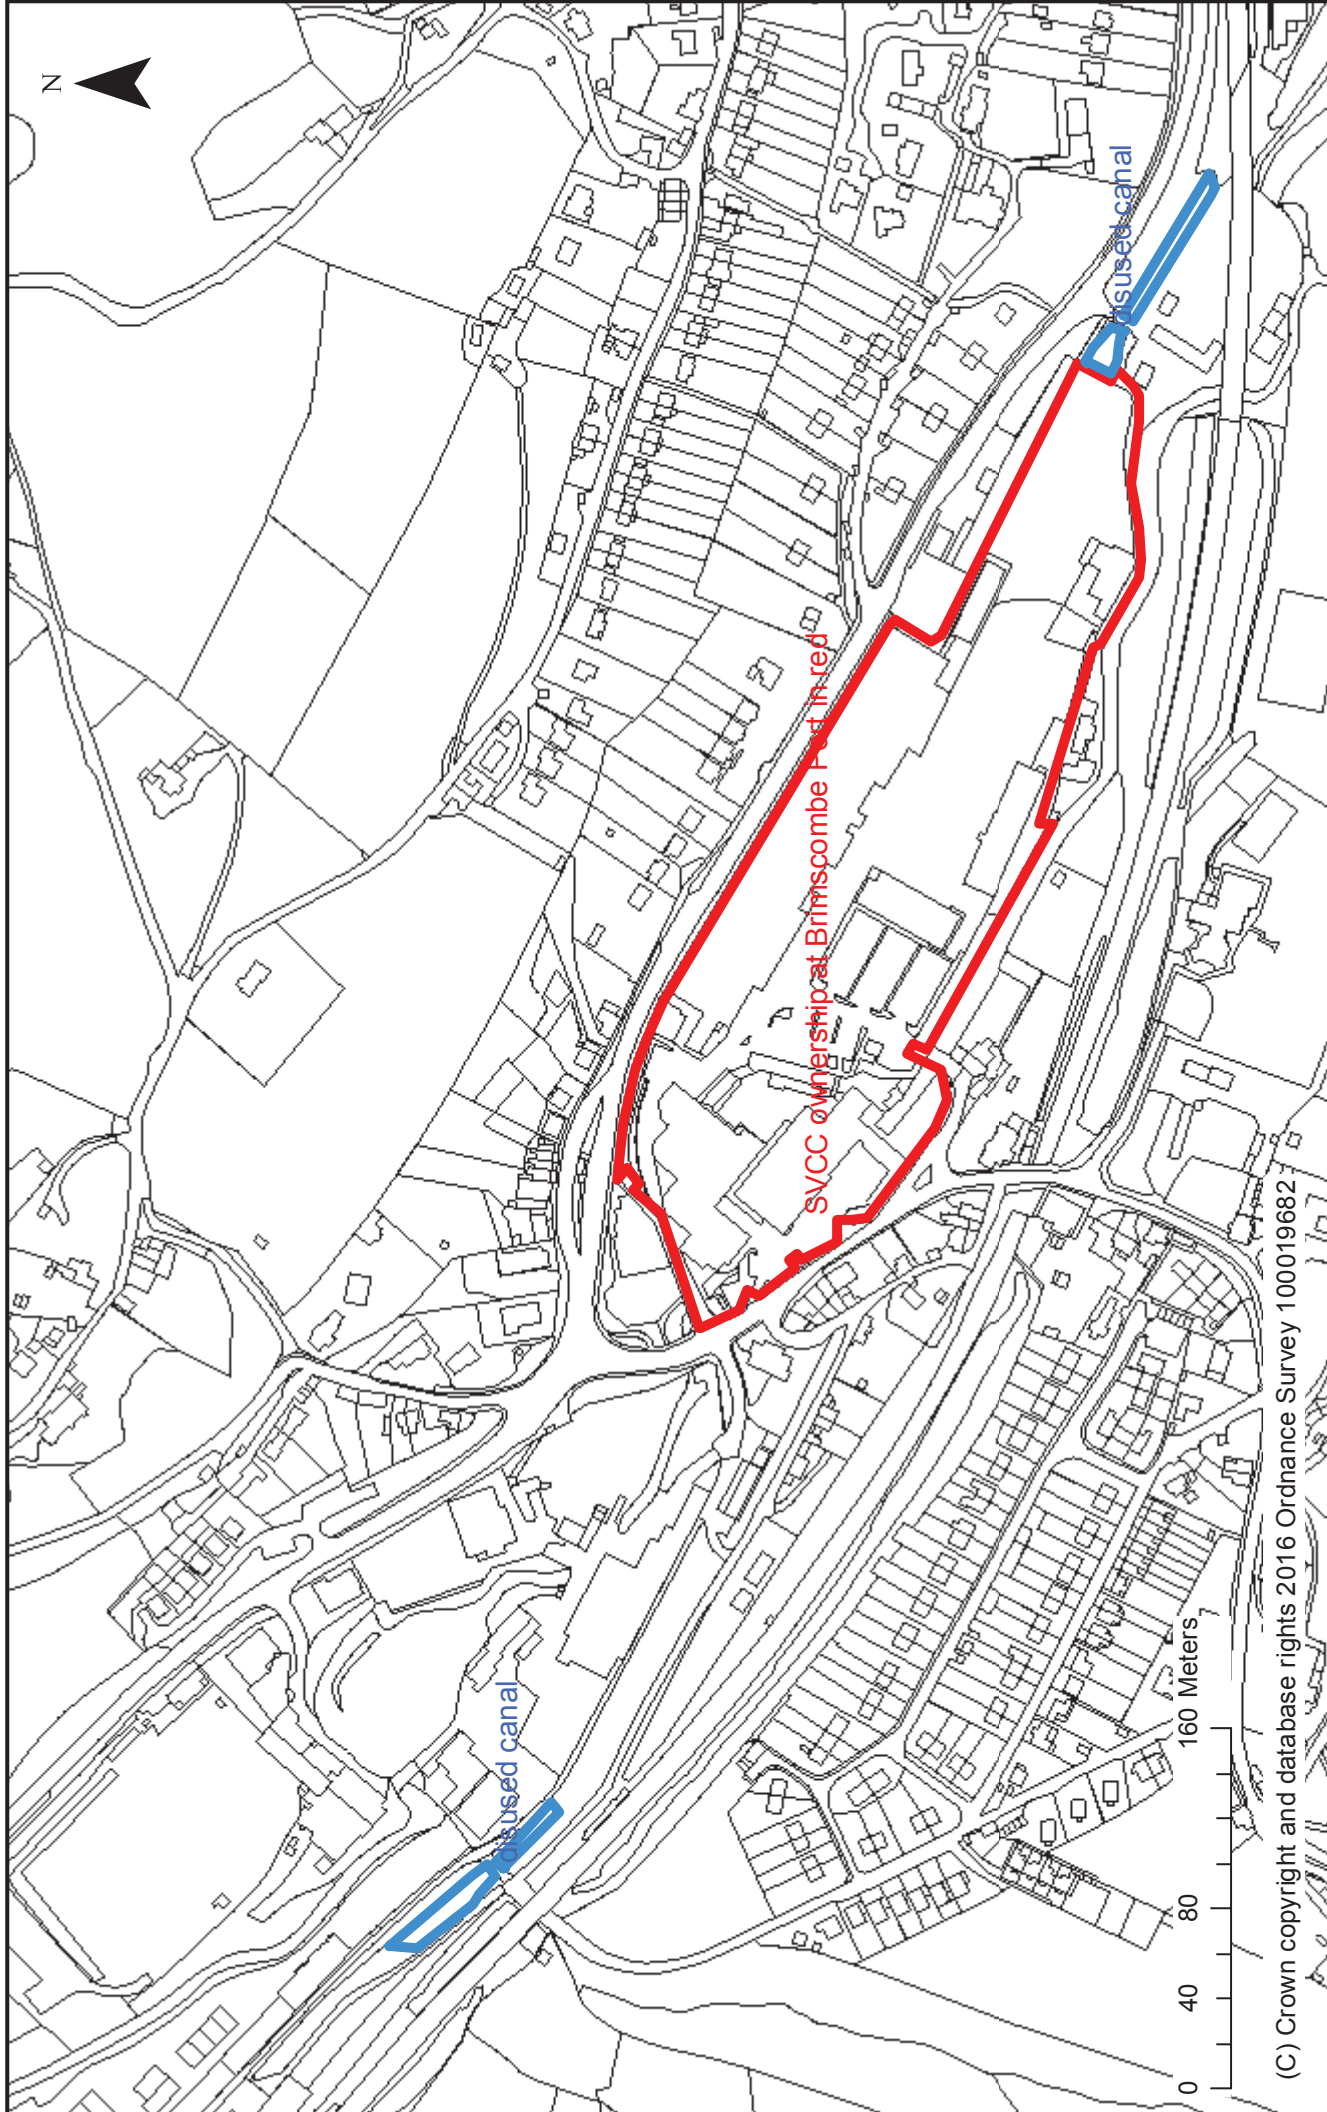 N
disused canal
SVCC ownership at Brimscombe Port in red
disused canal
0 40 80 160 Meters
(C) Crown copyright and database rights 2016 Ordnance Survey 100019682